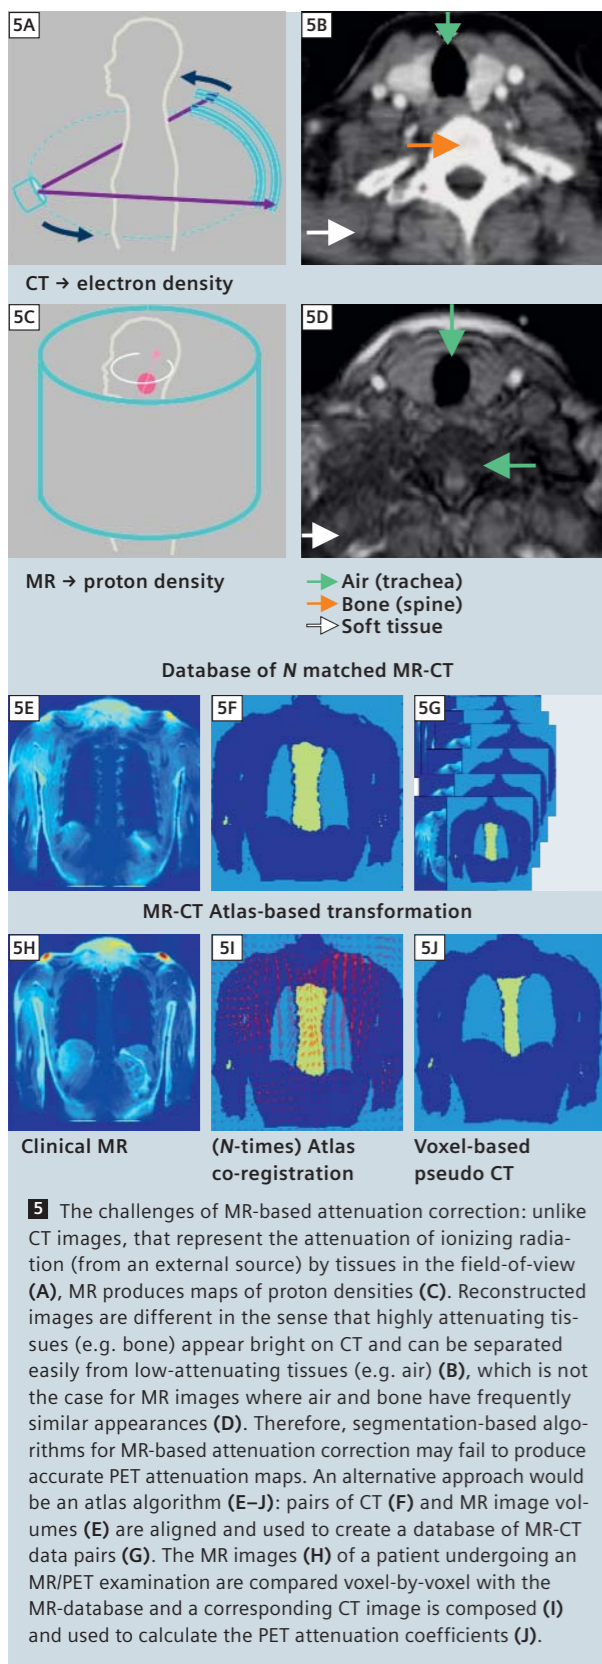 5A
5B
CT → electron density
5C
5D
MR → proton density
Air (trachea)
Bone (spine)
Soft tissue
Database of N matched MR-CT
5E
5F
5G
MR-CT Atlas-based transformation
5H
5I
5J
Clinical MR
(N-times) Atlas
co-registration
Voxel-based
pseudo CT
5 The challenges of MR-based attenuation correction: unlike
CT images, that represent the attenuation of ionizing radia-
tion (from an external source) by tissues in the field-of-view
(A), MR produces maps of proton densities (C). Reconstructed
images are different in the sense that highly attenuating tis-
sues (e.g. bone) appear bright on CT and can be separated
easily from low-attenuating tissues (e.g. air) (B), which is not
the case for MR images where air and bone have frequently
similar appearances (D). Therefore, segmentation-based algo-
rithms for MR-based attenuation correction may fail to produce
accurate PET attenuation maps. An alternative approach would
be an atlas algorithm (E–J): pairs of CT (F) and MR image vol-
umes (E) are aligned and used to create a database of MR-CT
data pairs (G). The MR images (H) of a patient undergoing an
MR/PET examination are compared voxel-by-voxel with the
MR-database and a corresponding CT image is composed (I)
and used to calculate the PET attenuation coefficients (J).